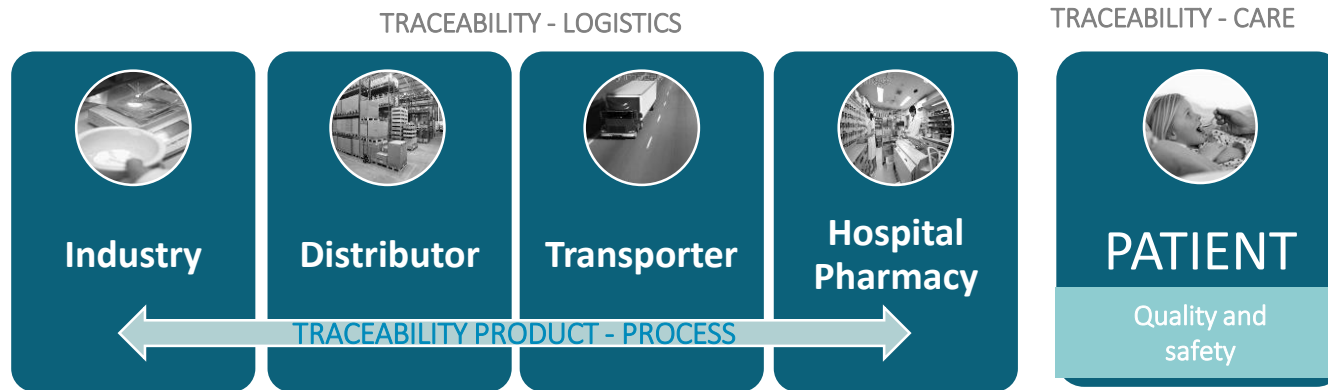 TRACEABILITY - LOGISTICS
TRACEABILITY - CARE
Industry
Distributor
Transporter
Hospital
Pharmacy
PATIENT
TRACEABILITY PRODUCT - PROCESS
Quality and
safety